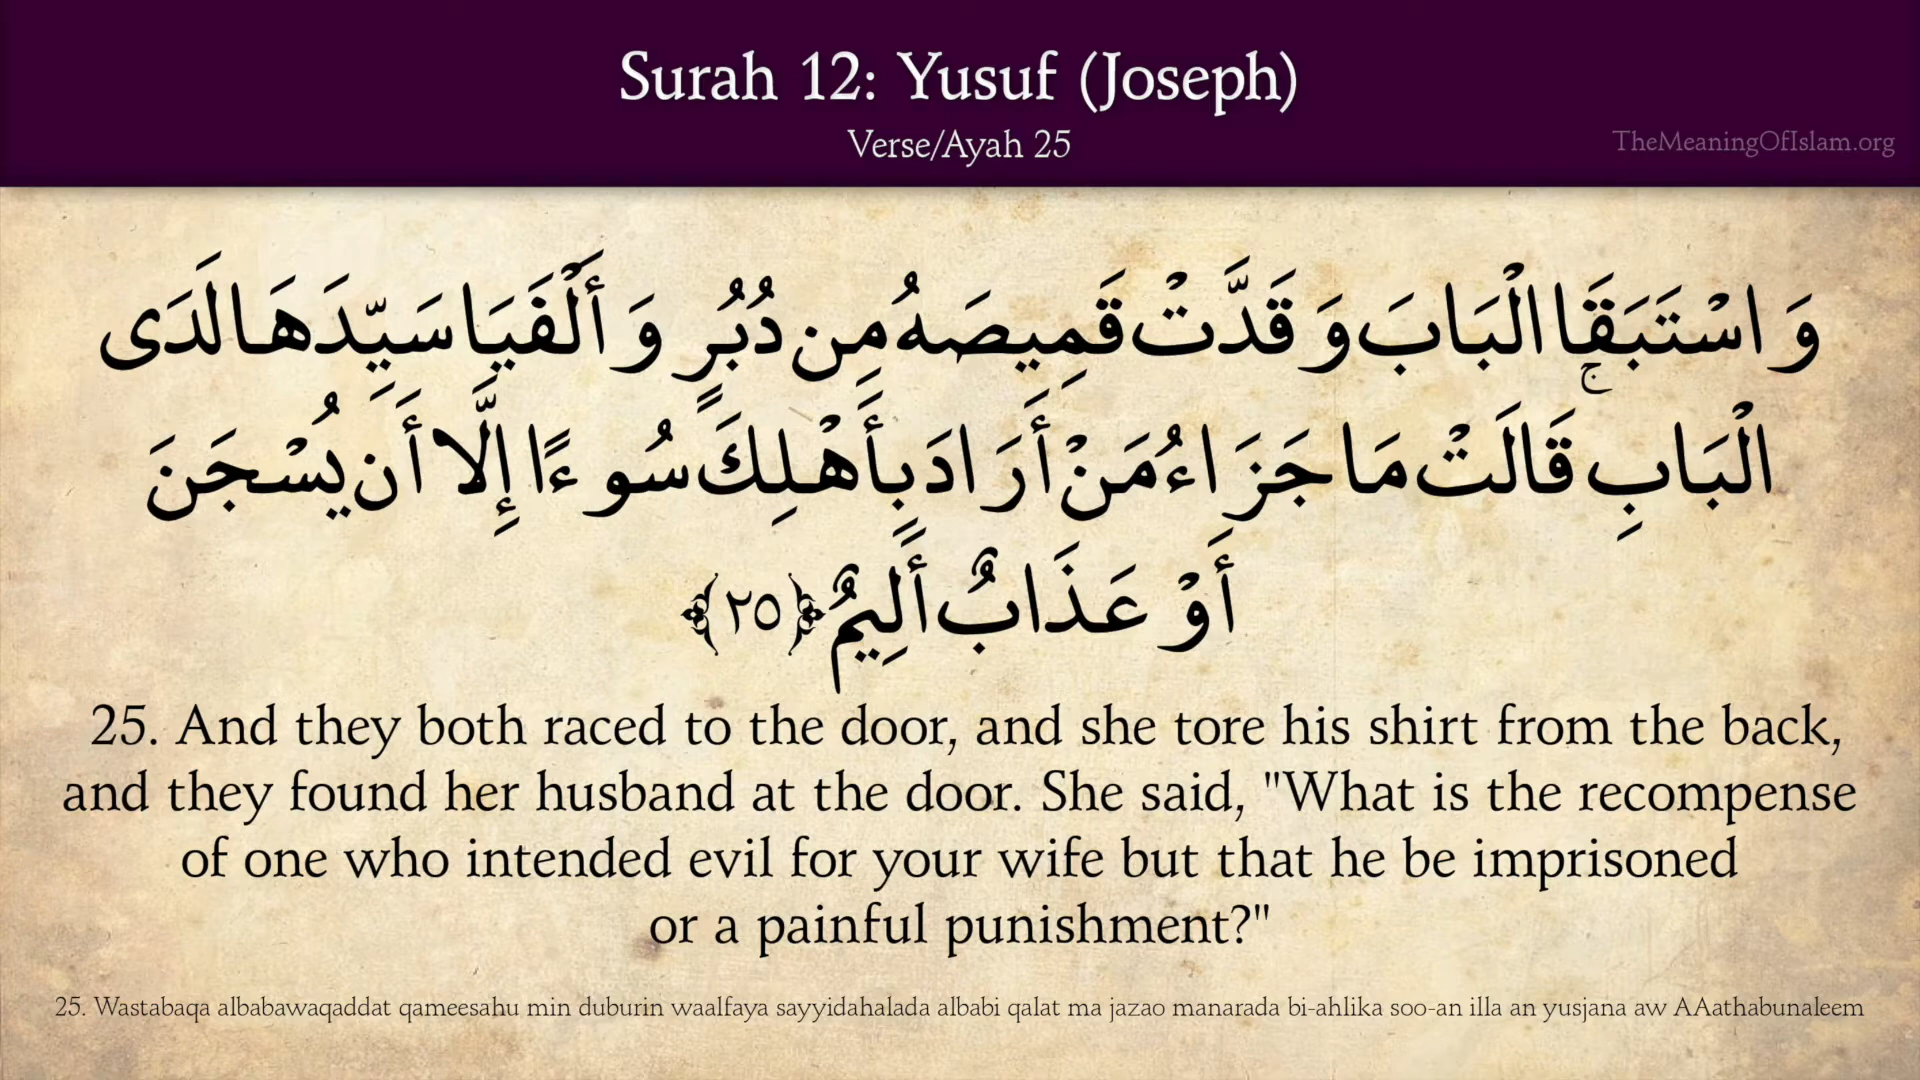 Surah 12: Yusuf (Joseph)
Verse/Ayah 25
TheMeaningOfIslam.org
وَاسْتَبَقَا الْبَابَ وَقَدَّتْ قَمِيصَهُ مِن دُبُرٍ وَأَلْفَيَا سَيِّدَهَا لَدَى
الْبَابِ ۚ قَالَتْ مَا جَزَاءُ مَنْ أَرَادَ بِأَهْلِكَ سُوءًا إِلَّا أَن يُسْجَنَ
أَوْ عَذَابٌ أَلِيمٌ ﴿٢٥﴾
25. And they both raced to the door, and she tore his shirt from the back,
and they found her husband at the door. She said, "What is the recompense
of one who intended evil for your wife but that he be imprisoned
or a painful punishment?"
25. Wastabaqa albabawaqaddat qameesahu min duburin waalfaya sayyidahalada albabi qalat ma jazao manarada bi-ahlika soo-an illa an yusjana aw AAathabunaleem